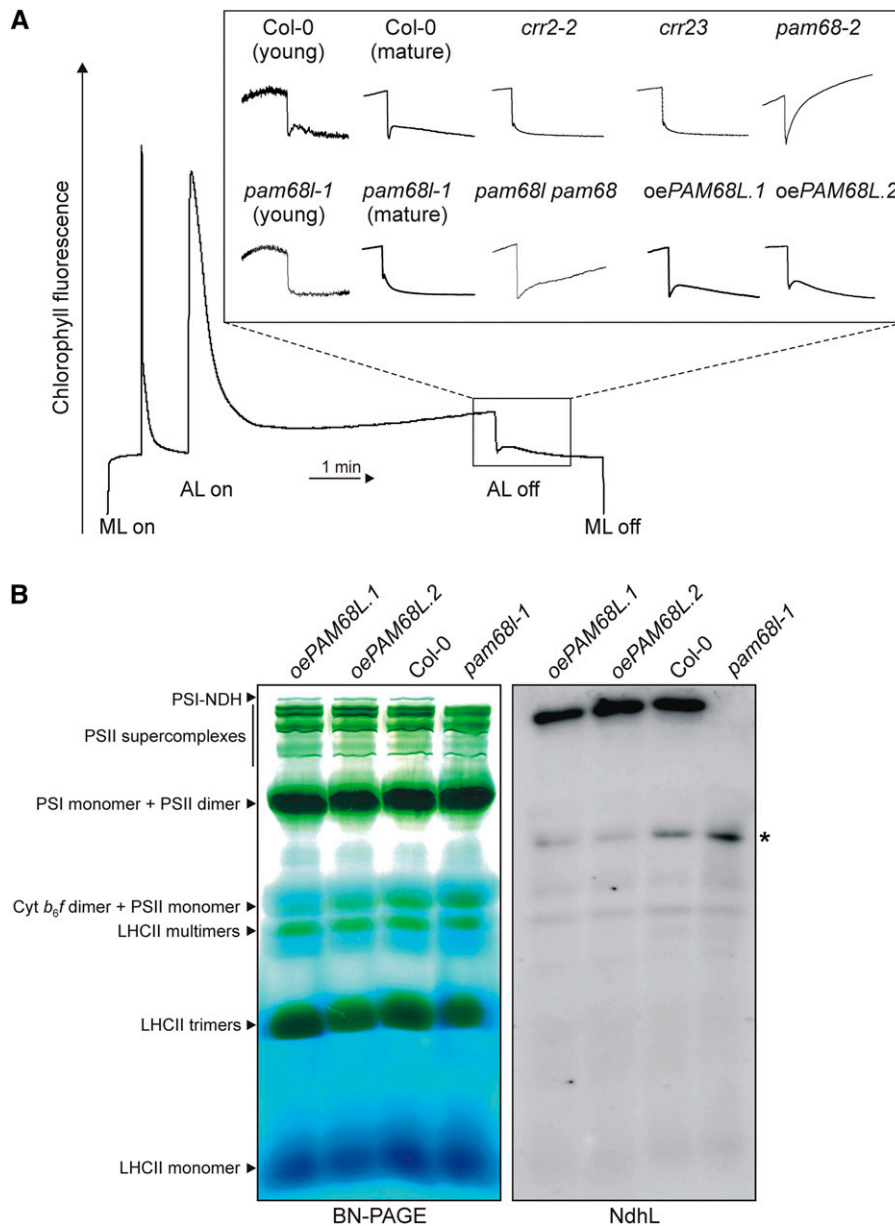 A
Col-0
(young)
Col-0
(mature)
crr2-2
crr23
pam68-2
pam68l-1
(young)
pam68l-1
(mature)
pam68l pam68
oePAM68L.1
oePAM68L.2
Chlorophyll fluorescence
1 min
AL on
AL off
ML on
ML off
B
oePAM68L.1
oePAM68L.2
Col-0
pam68l-1
oePAM68L.1
oePAM68L.2
Col-0
pam68l-1
PSI-NDH
PSII supercomplexes
PSI monomer + PSII dimer
*
Cyt b6f dimer + PSII monomer
LHCII multimers
LHCII trimers
LHCII monomer
BN-PAGE
NdhL